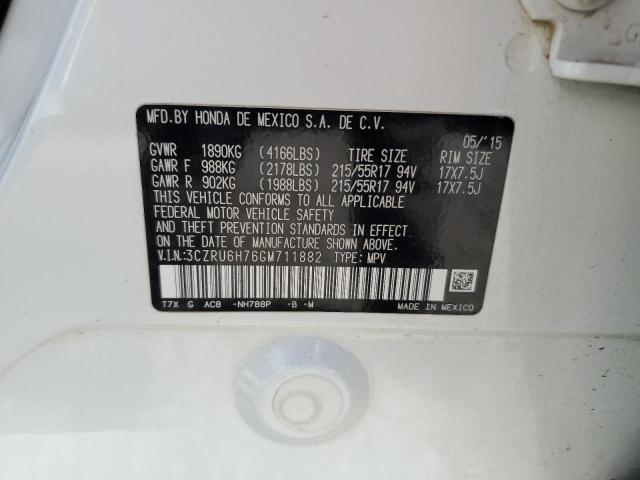 MFD.BY HONDA DE MEXICO S.A. DE C.V.
05/'15
GVWR 1890KG (4166LBS) TIRE SIZE RIM SIZE
GAWR F 988KG (2178LBS) 215/55R17 94V 17X7.5J
GAWR R 902KG (1988LBS) 215/55R17 94V 17X7.5J
THIS VEHICLE CONFORMS TO ALL APPLICABLE
FEDERAL MOTOR VEHICLE SAFETY
AND THEFT PREVENTION STANDARDS IN EFFECT
ON THE DATE OF MANUFACTURE SHOWN ABOVE.
V.I.N.:3CZRU6H76GM711882 TYPE: MPV
T7X G AC8 -NH788P -B -M MADE IN MEXICO